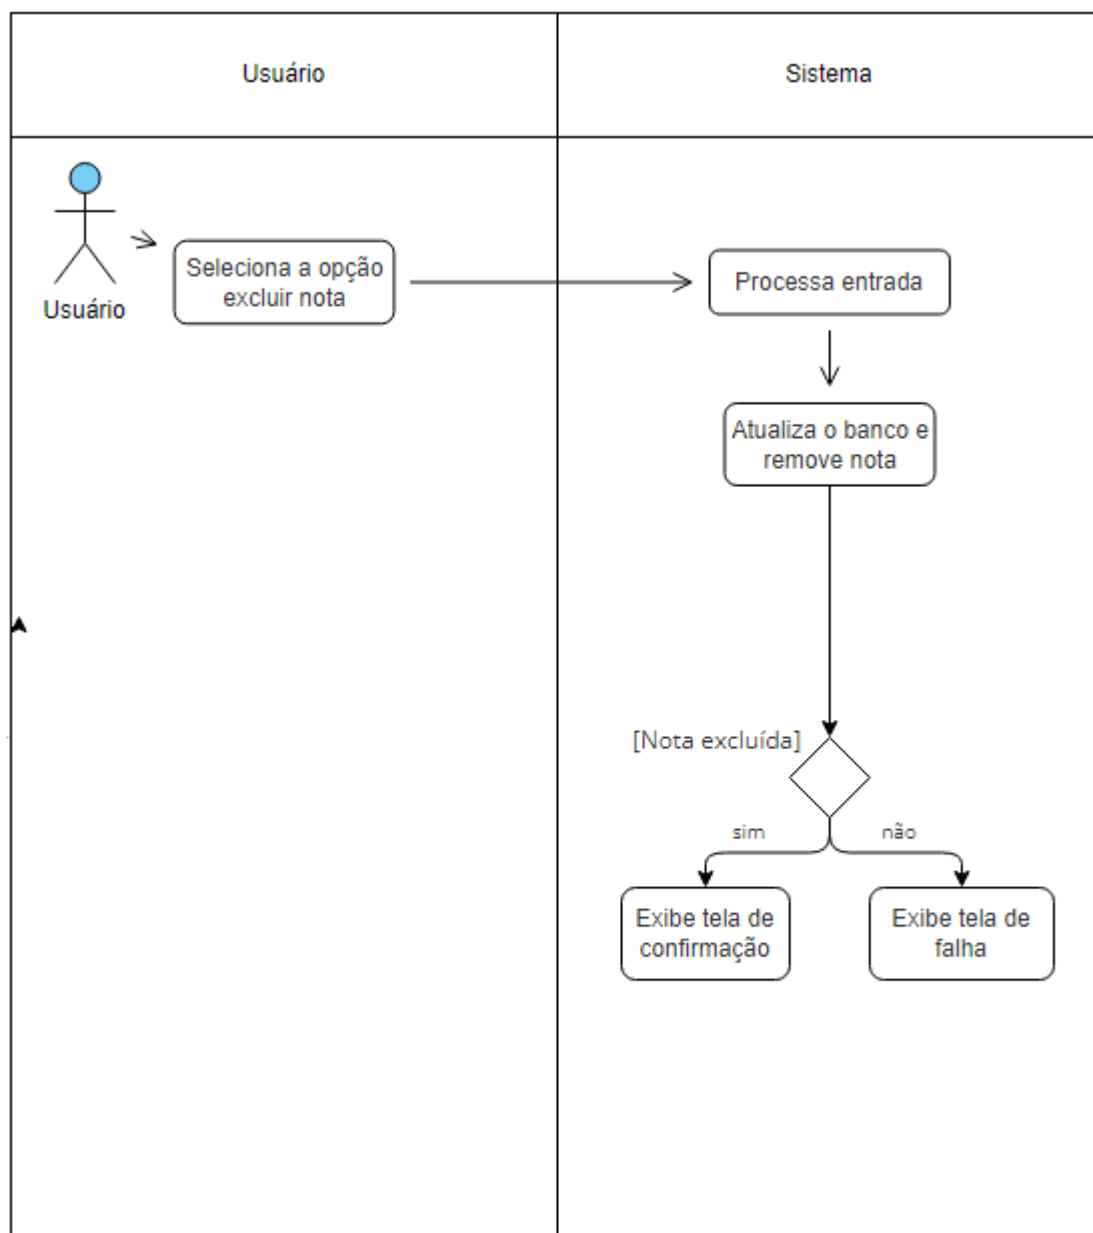 Usuário
Sistema
Usuário
Seleciona a opção
excluir nota
Processa entrada
Atualiza o banco e
remove nota
[Nota excluída]
sim
não
Exibe tela de
confirmação
Exibe tela de
falha